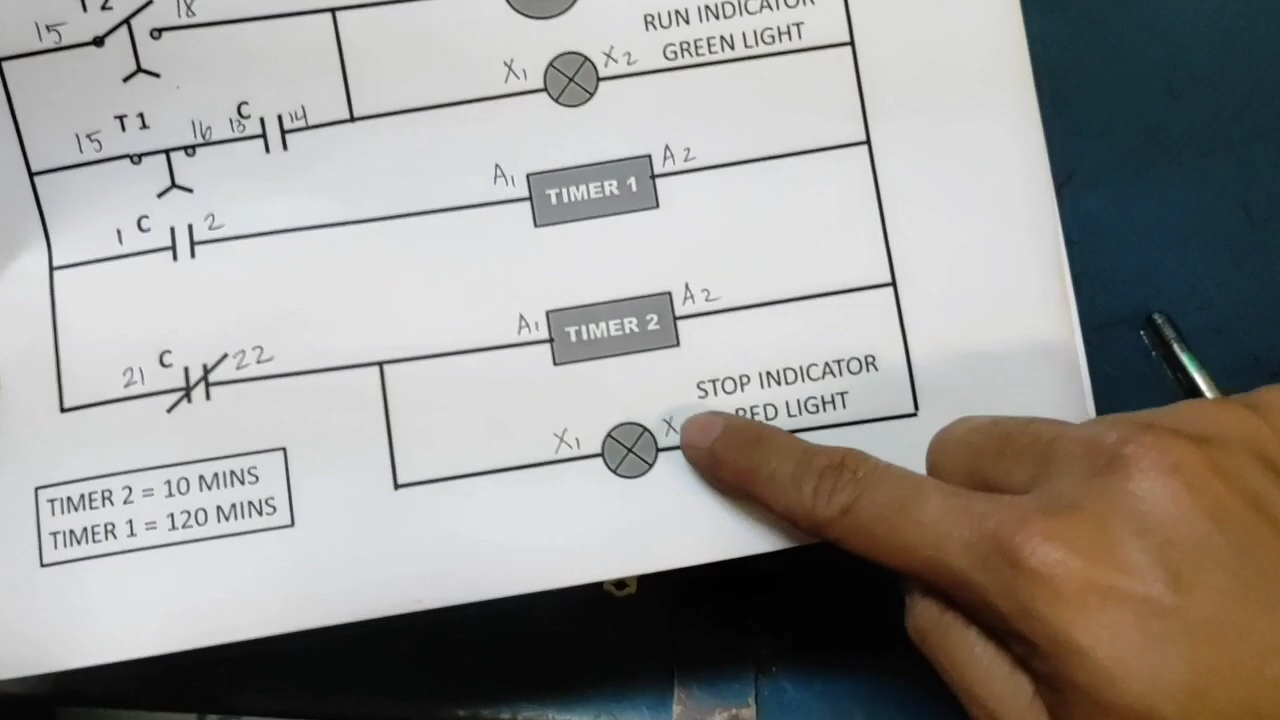 15
18
RUN INDICATOR
GREEN LIGHT
X1
X2
15
T1
16
13
C
14
A1
TIMER 1
A2
1
C
2
A1
TIMER 2
A2
21
C
22
STOP INDICATOR
RED LIGHT
X1
X
TIMER 2 = 10 MINS
TIMER 1 = 120 MINS